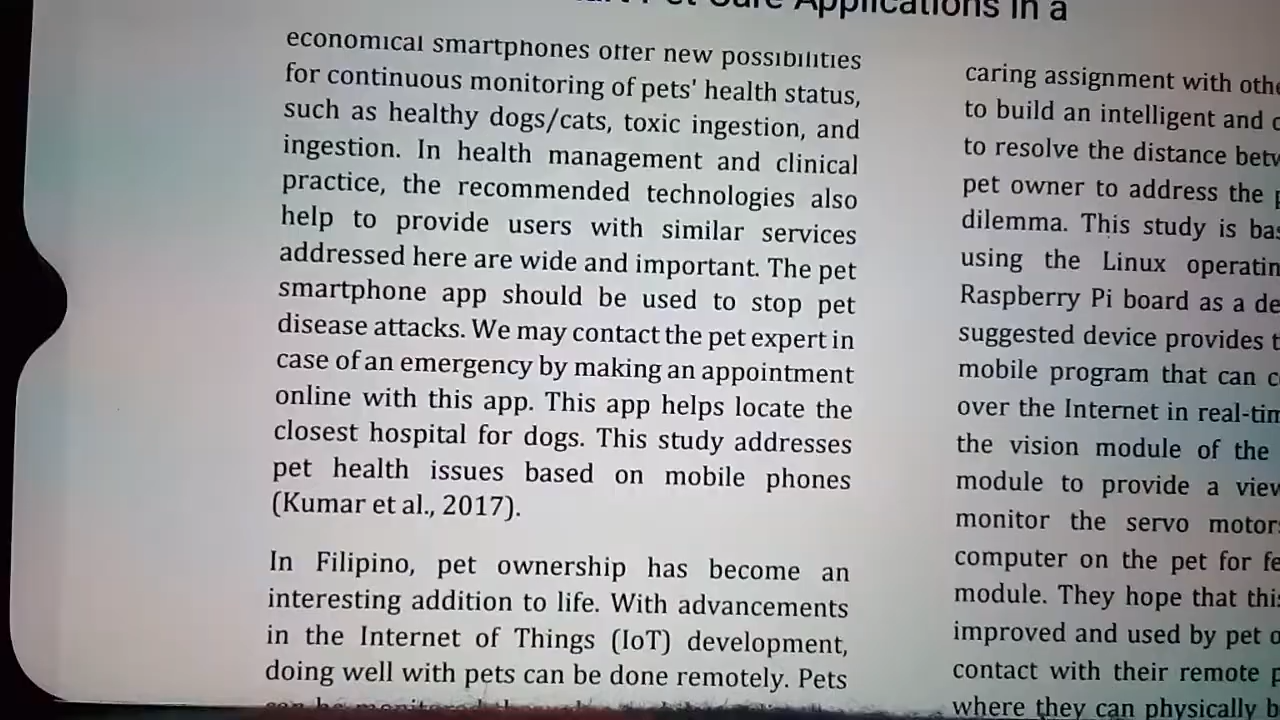 Pet Care Applications in a
economical smartphones offer new possibilities
for continuous monitoring of pets' health status,
such as healthy dogs/cats, toxic ingestion, and
ingestion. In health management and clinical
practice, the recommended technologies also
help to provide users with similar services
addressed here are wide and important. The pet
smartphone app should be used to stop pet
disease attacks. We may contact the pet expert in
case of an emergency by making an appointment
online with this app. This app helps locate the
closest hospital for dogs. This study addresses
pet health issues based on mobile phones
(Kumar et al., 2017).
In Filipino, pet ownership has become an
interesting addition to life. With advancements
in the Internet of Things (IoT) development,
doing well with pets can be done remotely. Pets
can be monitored
caring assignment with
to build an intelligent and
to resolve the distance
pet owner to address the
dilemma. This study is
using the Linux
Raspberry Pi board as a
suggested device provides
mobile program that can
over the Internet in
the vision module of the
module to provide a
monitor the servo
computer on the pet for
module. They hope that
improved and used by pet
contact with their remote
where they can physically